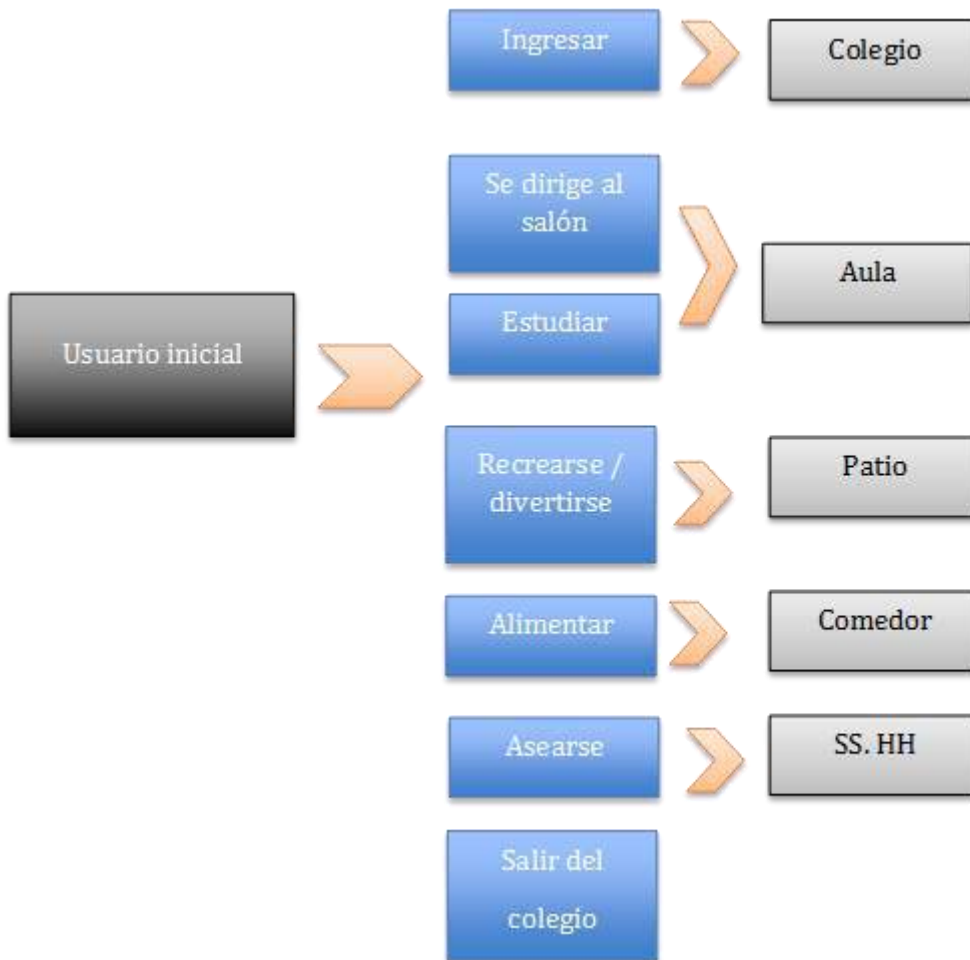 Ingresar
Colegio
Se dirige al
salón
Aula
Estudiar
Usuario inicial
Recrearse /
divertirse
Patio
Alimentar
Comedor
Asearse
SS. HH
Salir del
colegio